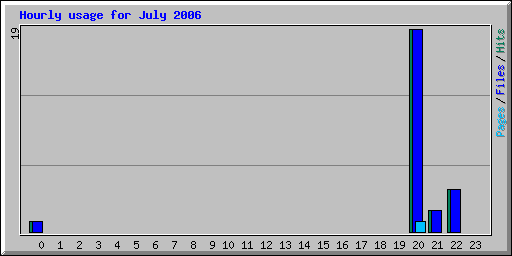 Hourly usage for July 2006
19
Pages/Files/Hits
0 1 2 3 4 5 6 7 8 9 10 11 12 13 14 15 16 17 18 19 20 21 22 23